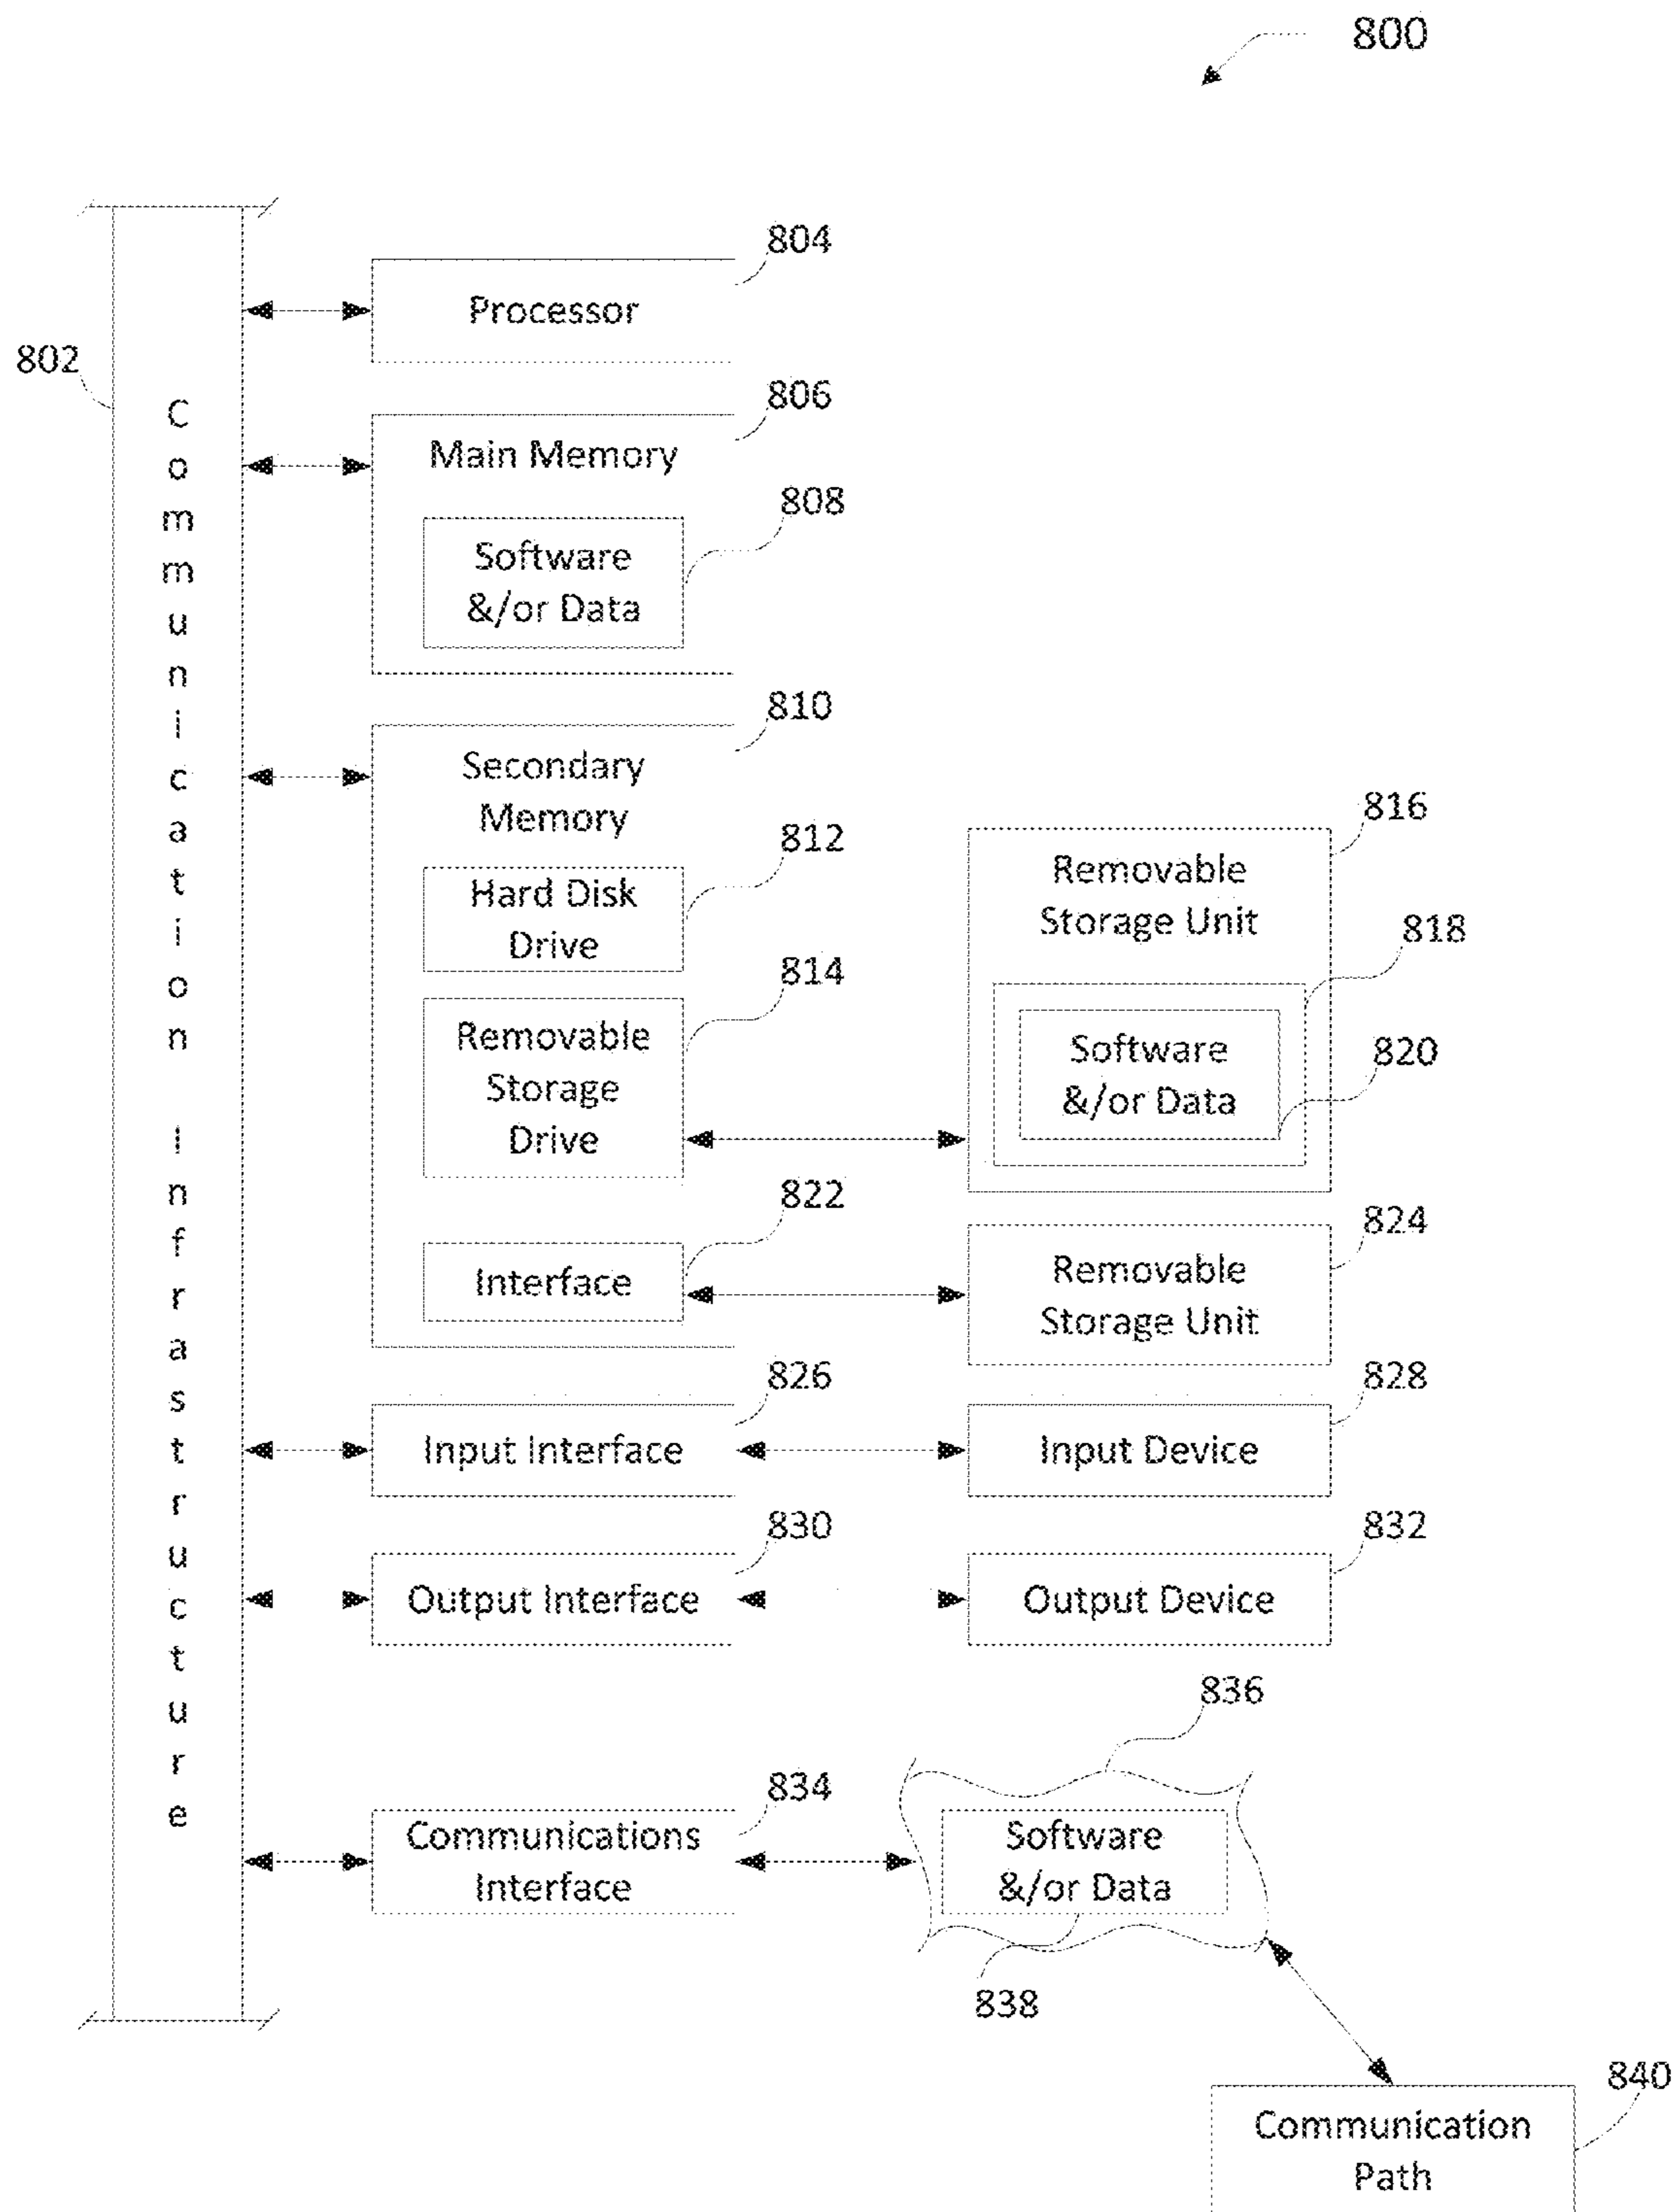 800
804
Processor
802
806
Main Memory
808
Software
&/or Data
Communication Infrastructure
810
Secondary
Memory
812
Hard Disk
Drive
814
Removable
Storage
Drive
816
Removable
Storage Unit
818
Software
&/or Data
820
822
Interface
824
Removable
Storage Unit
826
Input Interface
828
Input Device
830
Output Interface
832
Output Device
834
Communications
Interface
836
Software
&/or Data
838
840
Communication
Path